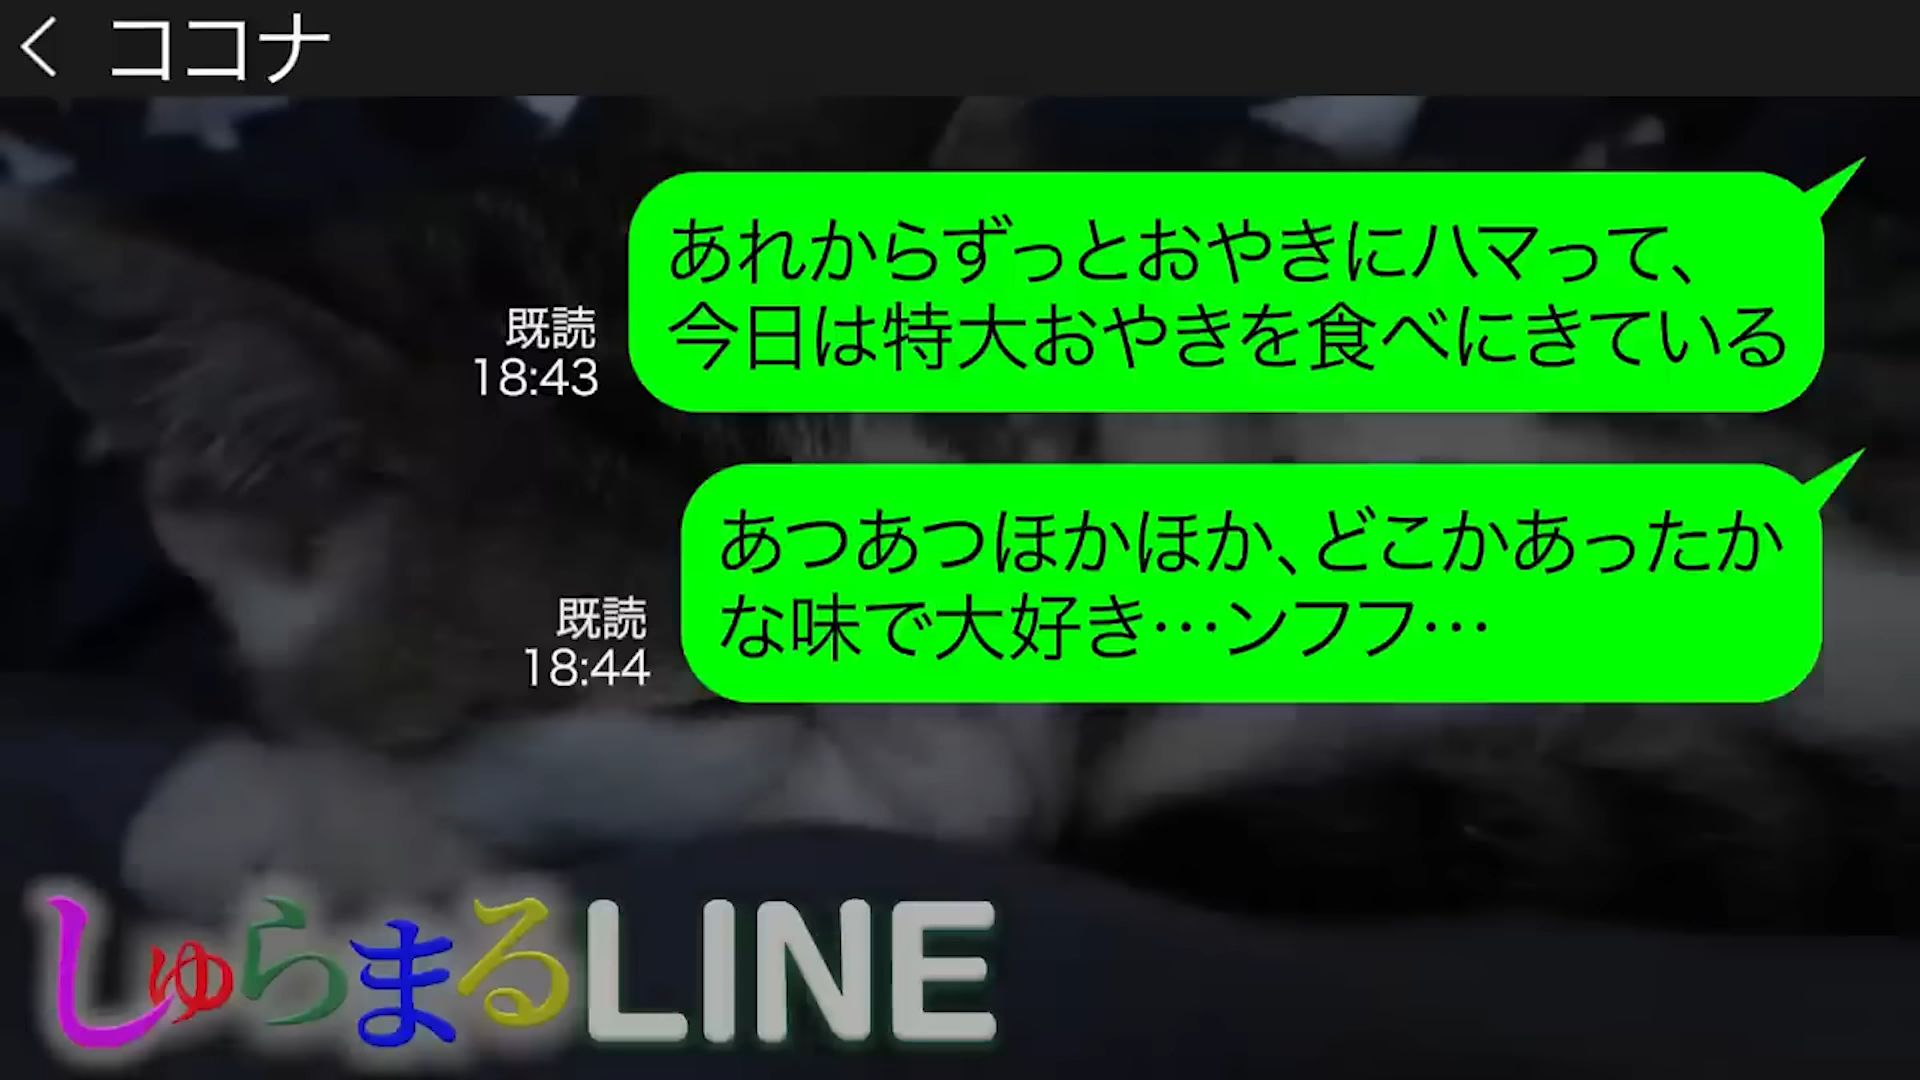 ココナ
あれからずっとおやきにハマって、
今日は特大おやきを食べにきている
既読
18:43
あつあつほかほか、どこかあったか
な味で大好き…ンフフ…
既読
18:44
しゅらまるLINE